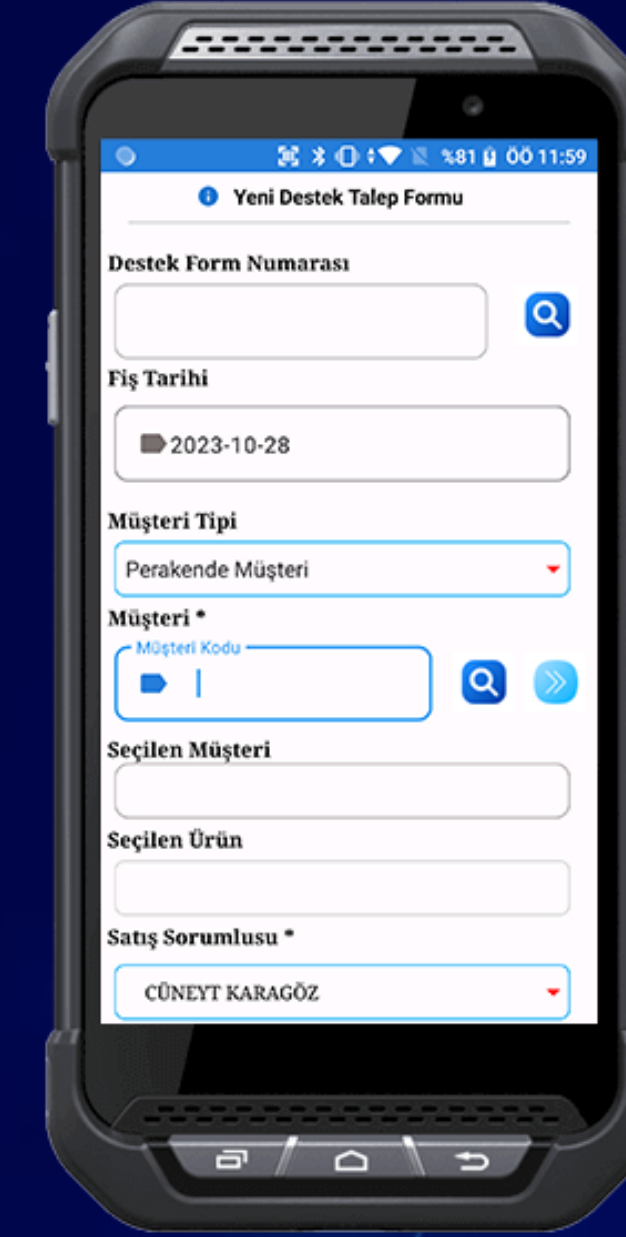 %81 ÖÖ 11:59
Yeni Destek Talep Formu
Destek Form Numarası
Fiş Tarihi
2023-10-28
Müşteri Tipi
Perakende Müşteri
Müşteri *
Müşteri Kodu
Seçilen Müşteri
Seçilen Ürün
Satış Sorumlusu *
CÜNEYT KARAGÖZ